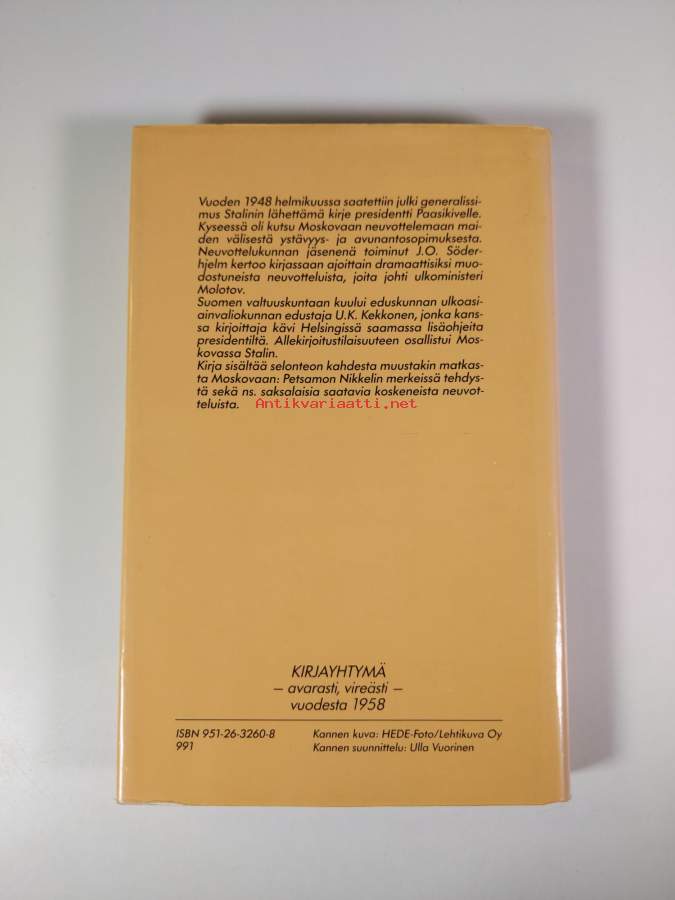 Vuoden 1948 helmikuussa saatettiin julki generalissi-
mus Stalinin lähettämä kirje presidentti Paasikivelle.
Kyseessä oli kutsu Moskovaan neuvottelemaan mai-
den välisestä ystävyys- ja avunantosopimuksesta.
Neuvottelukunnan jäsenenä toiminut J.O. Söder-
hjelm kertoo kirjassaan ajoittain dramaattisiksi muo-
dostuneista neuvotteluista, joita johti ulkoministeri
Molotov.
Suomen valtuuskuntaan kuului eduskunnan ulkoasi-
ainvaliokunnan edustaja U.K. Kekkonen, jonka kans-
sa kirjoittaja kävi Helsingissä saamassa lisäohjeita
presidentiltä. Allekirjoitustilaisuuteen osallistui Mos-
kovassa Stalin.
Kirja sisältää selonteon kahdesta muustakin matkas-
ta Moskovaan: Petsamon Nikkelin merkeissä tehdys-
tä sekä ns. saksalaisia saatavia koskeneista neuvot-
teluista.
Antikvariaatti.net
KIRJAYHTYMÄ
– avarasti, vireästi –
vuodesta 1958
ISBN 951-26-3260-8 Kannen kuva: HEDE-Foto/Lehtikuva Oy
991 Kannen suunnittelu: Ulla Vuorinen